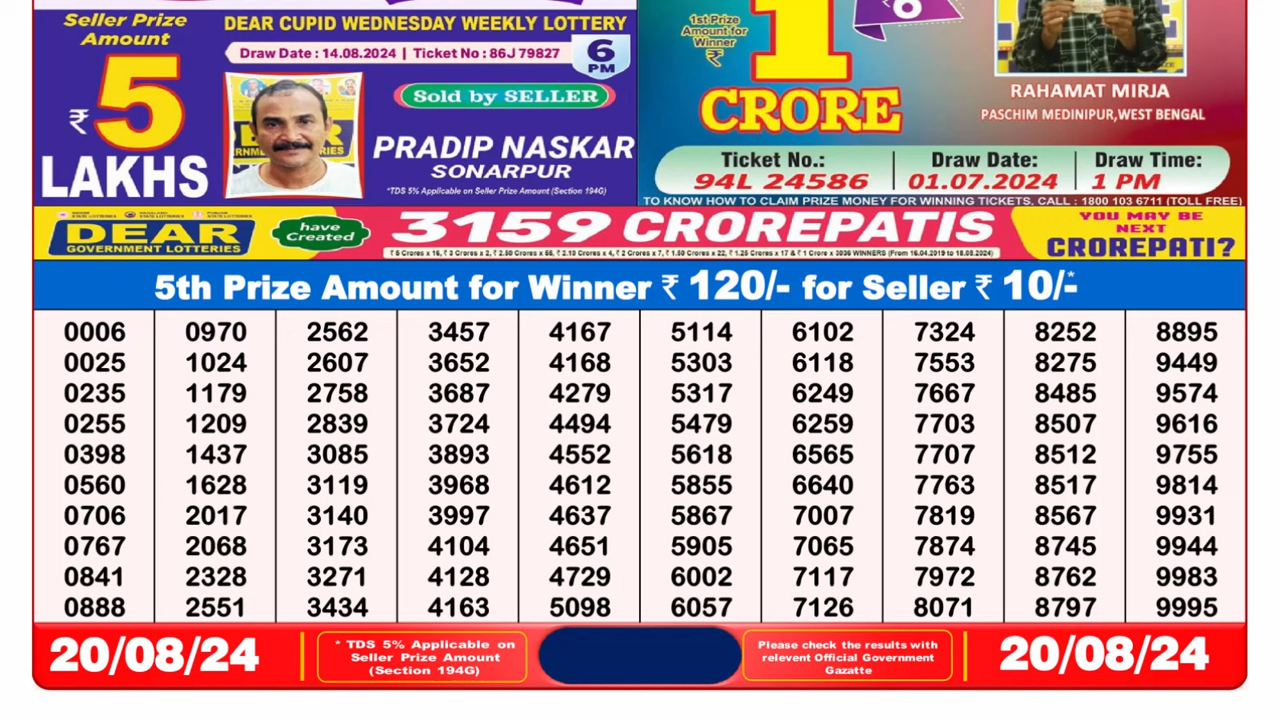 Seller Prize
Amount
₹5
LAKHS
DEAR CUPID WEDNESDAY WEEKLY LOTTERY
Draw Date : 14.08.2024 | Ticket No : 86J 79827
6
PM
Sold by SELLER
PRADIP NASKAR
SONARPUR
*TDS 5% Applicable on Seller Prize Amount (Section 194G)
1st Prize
Amount for
Winner
₹
1
CRORE
RAHAMAT MIRJA
PASCHIM MEDINIPUR,WEST BENGAL
Ticket No.: Draw Date: Draw Time:
94L 24586 01.07.2024 1 PM
TO KNOW HOW TO CLAIM PRIZE MONEY FOR WINNING TICKETS, CALL : 1800 103 6711 (TOLL FREE)
DEAR
GOVERNMENT LOTTERIES
have
Created
3159 CROREPATIS
YOU MAY BE
NEXT
CROREPATI?
5th Prize Amount for Winner ₹ 120/- for Seller ₹ 10/-*
0006 0970 2562 3457 4167 5114 6102 7324 8252 8895
0025 1024 2607 3652 4168 5303 6118 7553 8275 9449
0235 1179 2758 3687 4279 5317 6249 7667 8485 9574
0255 1209 2839 3724 4494 5479 6259 7703 8507 9616
0398 1437 3085 3893 4552 5618 6565 7707 8512 9755
0560 1628 3119 3968 4612 5855 6640 7763 8517 9814
0706 2017 3140 3997 4637 5867 7007 7819 8567 9931
0767 2068 3173 4104 4651 5905 7065 7874 8745 9944
0841 2328 3271 4128 4729 6002 7117 7972 8762 9983
0888 2551 3434 4163 5098 6057 7126 8071 8797 9995
20/08/24
* TDS 5% Applicable on
Seller Prize Amount
(Section 194G)
Please check the results with
relevent Official Government
Gazatte
20/08/24